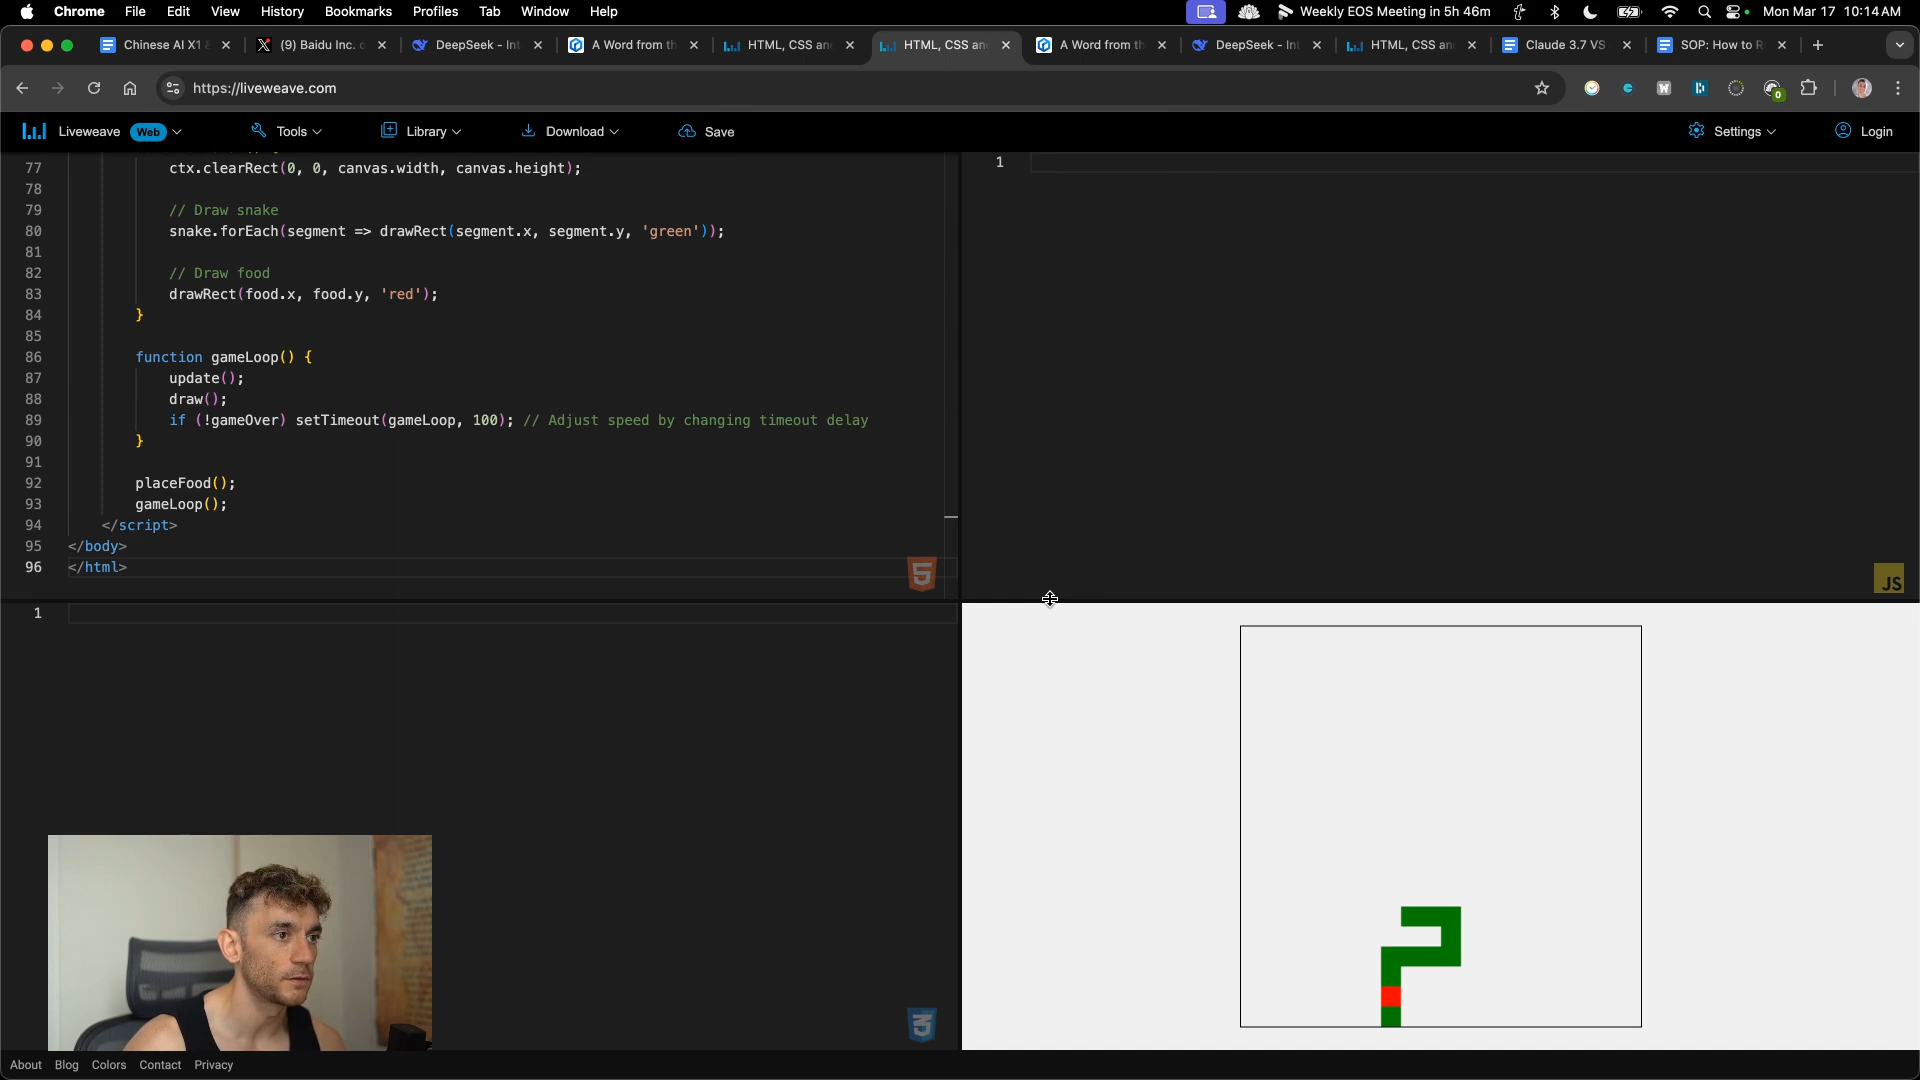 Chrome File Edit View History Bookmarks Profiles Tab Window Help Weekly EOS Meeting in 5h 46m Mon Mar 17 10:14 AM
Chinese AI X1 & (9) Baidu Inc. DeepSeek - Int A Word from th HTML, CSS an HTML, CSS an A Word from th DeepSeek - Int HTML, CSS an Claude 3.7 VS SOP: How to R
https://liveweave.com
0
Liveweave Web Tools Library Download Save Settings Login
77 ctx.clearRect(0, 0, canvas.width, canvas.height);
78
79 // Draw snake
80 snake.forEach(segment => drawRect(segment.x, segment.y, 'green'));
81
82 // Draw food
83 drawRect(food.x, food.y, 'red');
84 }
85
86 function gameLoop() {
87 update();
88 draw();
89 if (!gameOver) setTimeout(gameLoop, 100); // Adjust speed by changing timeout delay
90 }
91
92 placeFood();
93 gameLoop();
94 </script>
95 </body>
96 </html>
5
1
JS
1
3
About Blog Colors Contact Privacy